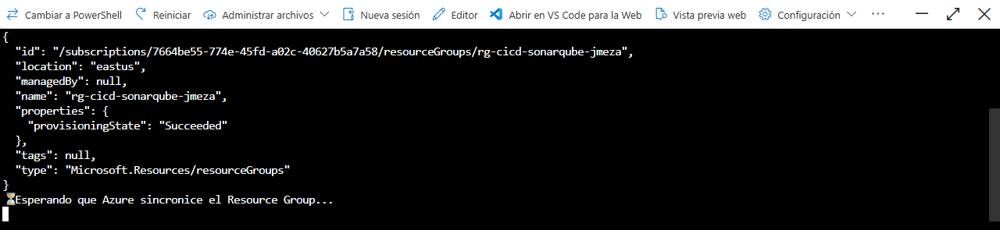 Cambiar a PowerShell Reiniciar Administrar archivos Nueva sesión Editor Abrir en VS Code para la Web Vista previa web Configuración ...
{
  "id": "/subscriptions/7664be55-774e-45fd-a02c-40627b5a7a58/resourceGroups/rg-cicd-sonarqube-jmeza",
  "location": "eastus",
  "managedBy": null,
  "name": "rg-cicd-sonarqube-jmeza",
  "properties": {
    "provisioningState": "Succeeded"
  },
  "tags": null,
  "type": "Microsoft.Resources/resourceGroups"
}
⏳Esperando que Azure sincronice el Resource Group...